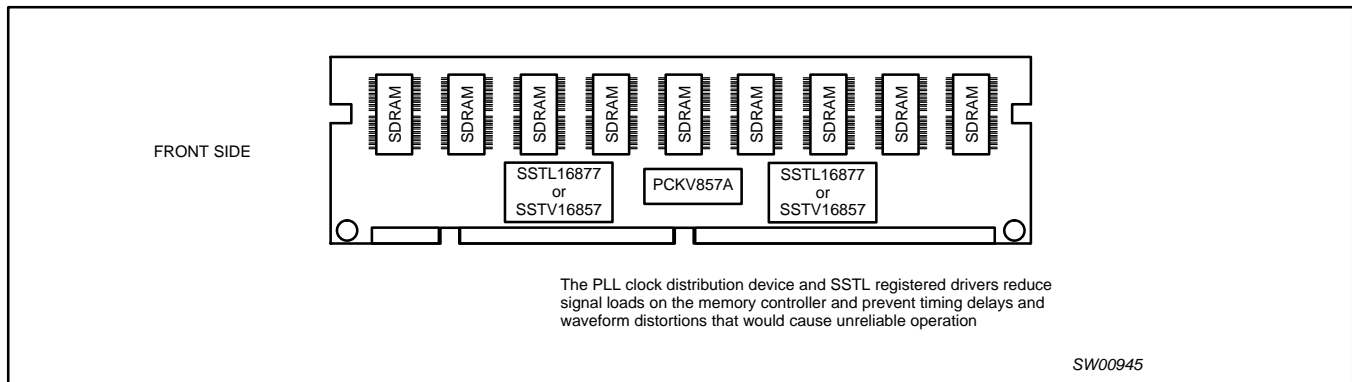 SDRAM SDRAM SDRAM SDRAM SDRAM SDRAM SDRAM SDRAM SDRAM
FRONT SIDE
SSTL16877
or
SSTV16857
PCKV857A
SSTL16877
or
SSTV16857
The PLL clock distribution device and SSTL registered drivers reduce
signal loads on the memory controller and prevent timing delays and
waveform distortions that would cause unreliable operation
SW00945